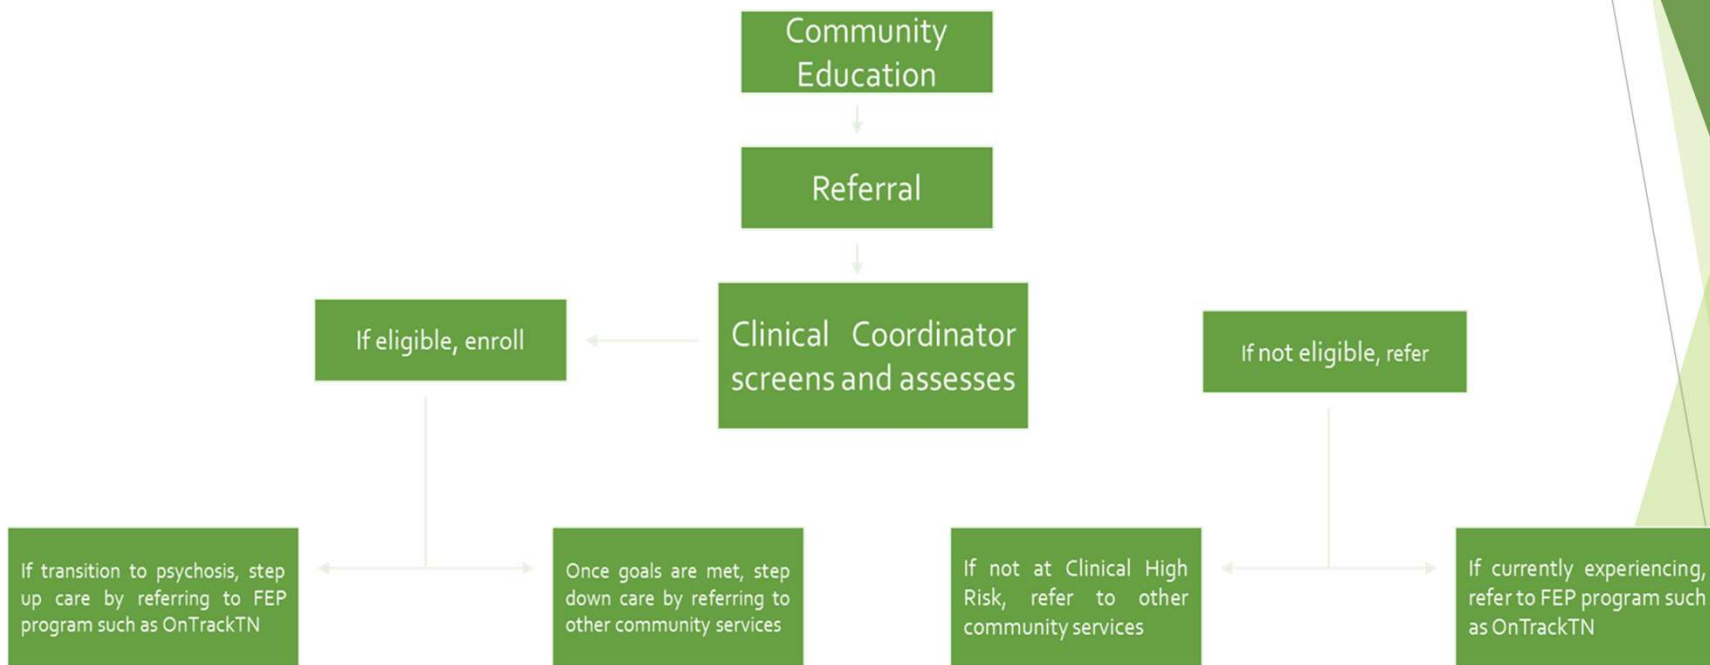 Community
Education
Referral
If eligible, enroll
Clinical Coordinator
screens and assesses
If not eligible, refer
If transition to psychosis, step
up care by referring to FEP
program such as OnTrackTN
Once goals are met, step
down care by referring to
other community services
If not at Clinical High
Risk, refer to other
community services
If currently experiencing,
refer to FEP program such
as OnTrackTN